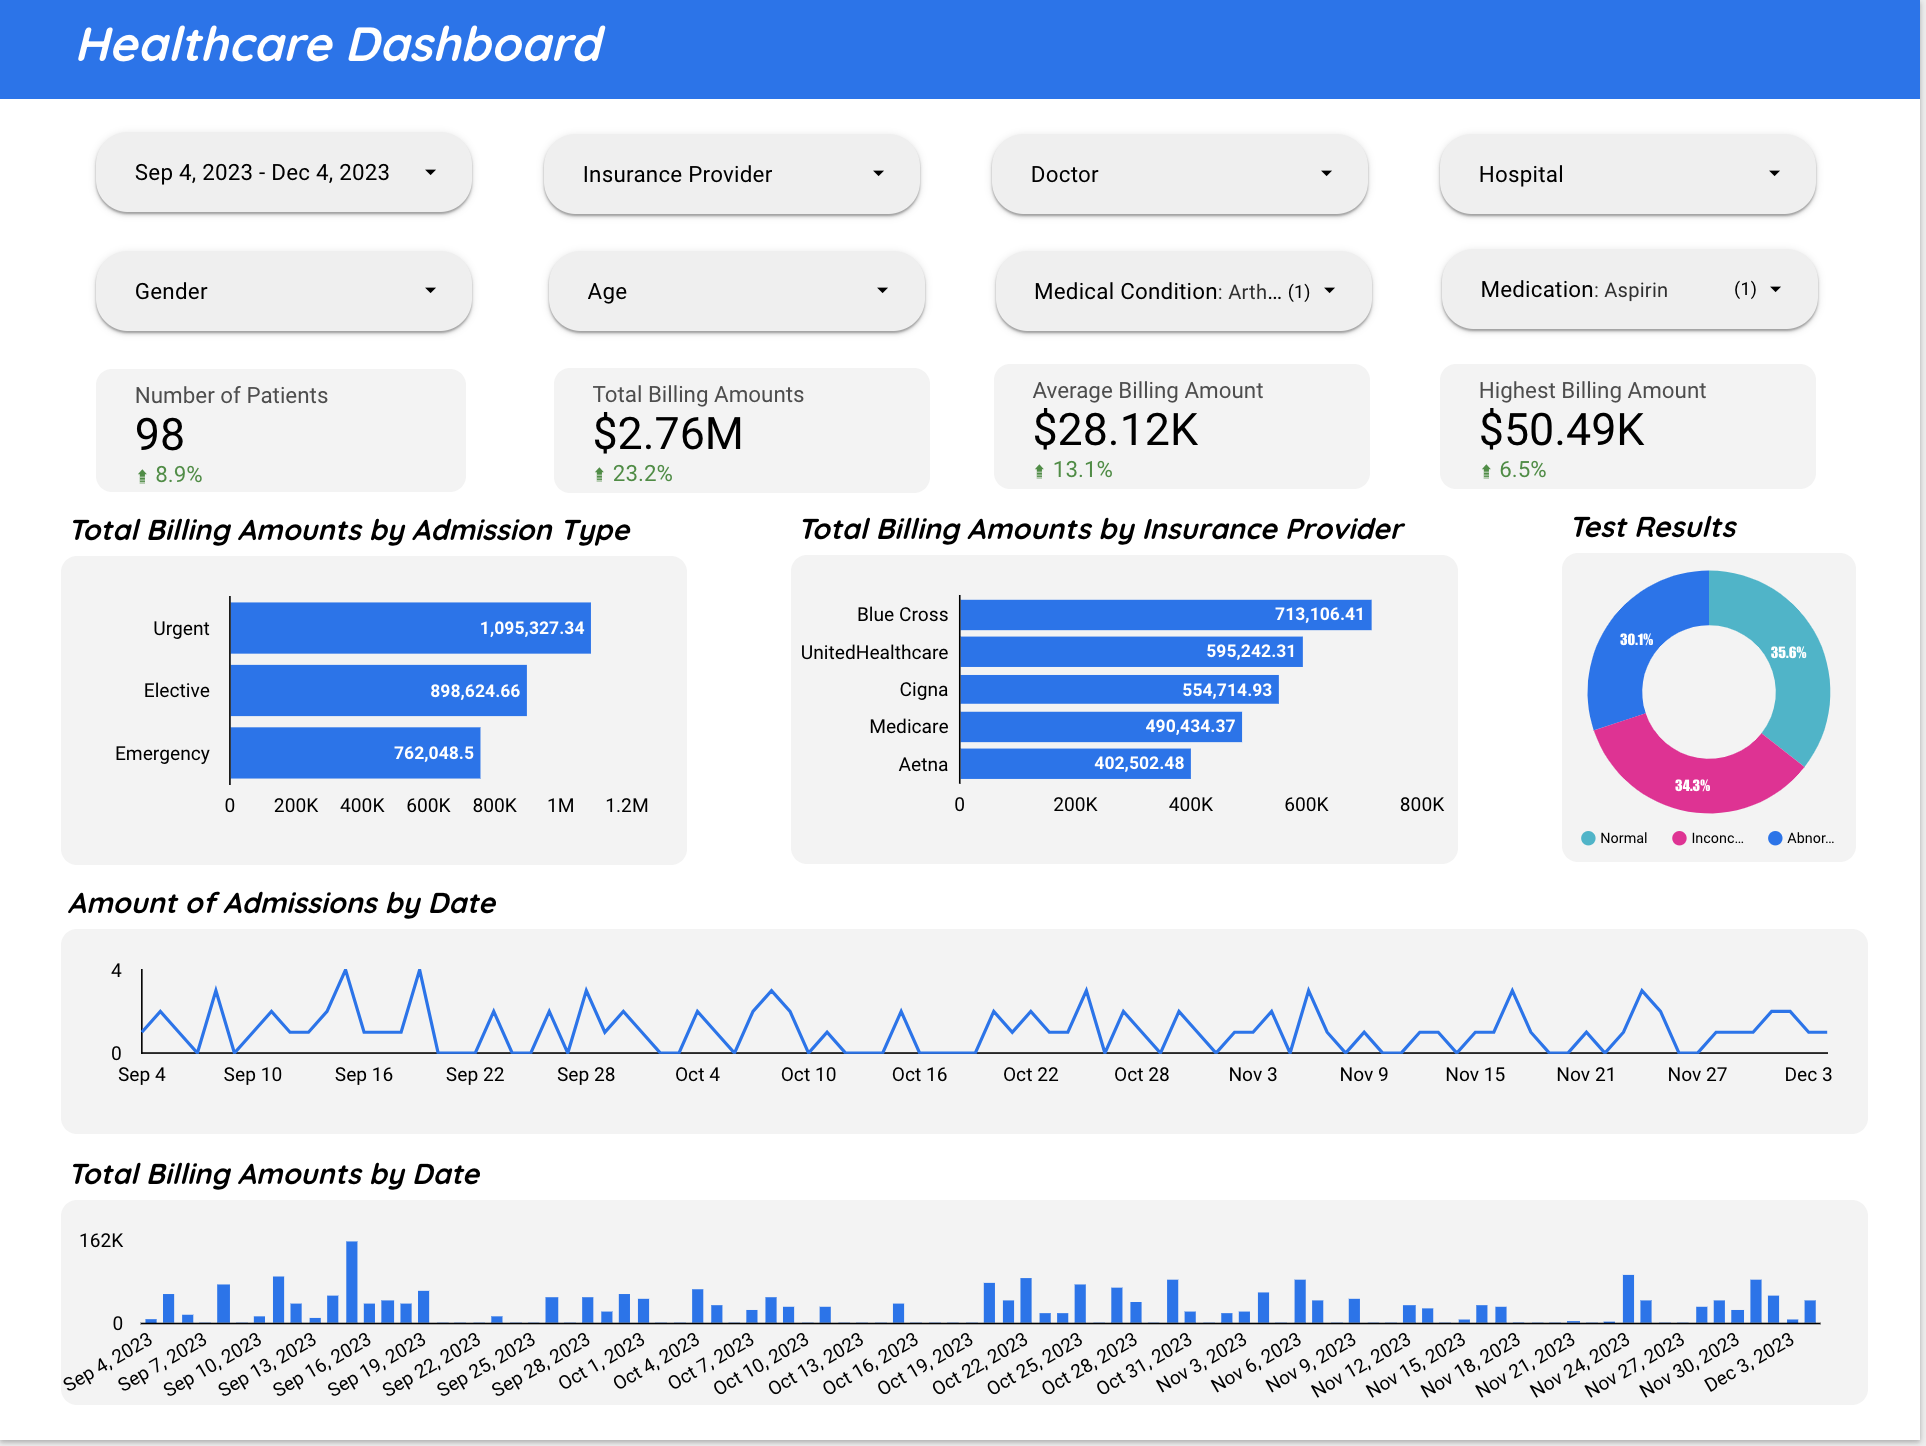 Healthcare Dashboard
Sep 4, 2023 - Dec 4, 2023
Insurance Provider
Doctor
Hospital
Gender
Age
Medical Condition: Arth... (1)
Medication: Aspirin (1)
Number of Patients
98
8.9%
Total Billing Amounts
$2.76M
23.2%
Average Billing Amount
$28.12K
13.1%
Highest Billing Amount
$50.49K
6.5%
Total Billing Amounts by Admission Type
Urgent 1,095,327.34
Elective 898,624.66
Emergency 762,048.5
0 200K 400K 600K 800K 1M 1.2M
Total Billing Amounts by Insurance Provider
Blue Cross 713,106.41
UnitedHealthcare 595,242.31
Cigna 554,714.93
Medicare 490,434.37
Aetna 402,502.48
0 200K 400K 600K 800K
Test Results
30.1%
35.6%
34.3%
Normal Inconc... Abnor...
Amount of Admissions by Date
4
0
Sep 4 Sep 10 Sep 16 Sep 22 Sep 28 Oct 4 Oct 10 Oct 16 Oct 22 Oct 28 Nov 3 Nov 9 Nov 15 Nov 21 Nov 27 Dec 3
Total Billing Amounts by Date
162K
0
Sep 4, 2023 Sep 7, 2023 Sep 10, 2023 Sep 13, 2023 Sep 16, 2023 Sep 19, 2023 Sep 22, 2023 Sep 25, 2023 Sep 28, 2023 Oct 1, 2023 Oct 4, 2023 Oct 7, 2023 Oct 10, 2023 Oct 13, 2023 Oct 16, 2023 Oct 19, 2023 Oct 22, 2023 Oct 25, 2023 Oct 28, 2023 Oct 31, 2023 Nov 3, 2023 Nov 6, 2023 Nov 9, 2023 Nov 12, 2023 Nov 15, 2023 Nov 18, 2023 Nov 21, 2023 Nov 24, 2023 Nov 27, 2023 Nov 30, 2023 Dec 3, 2023